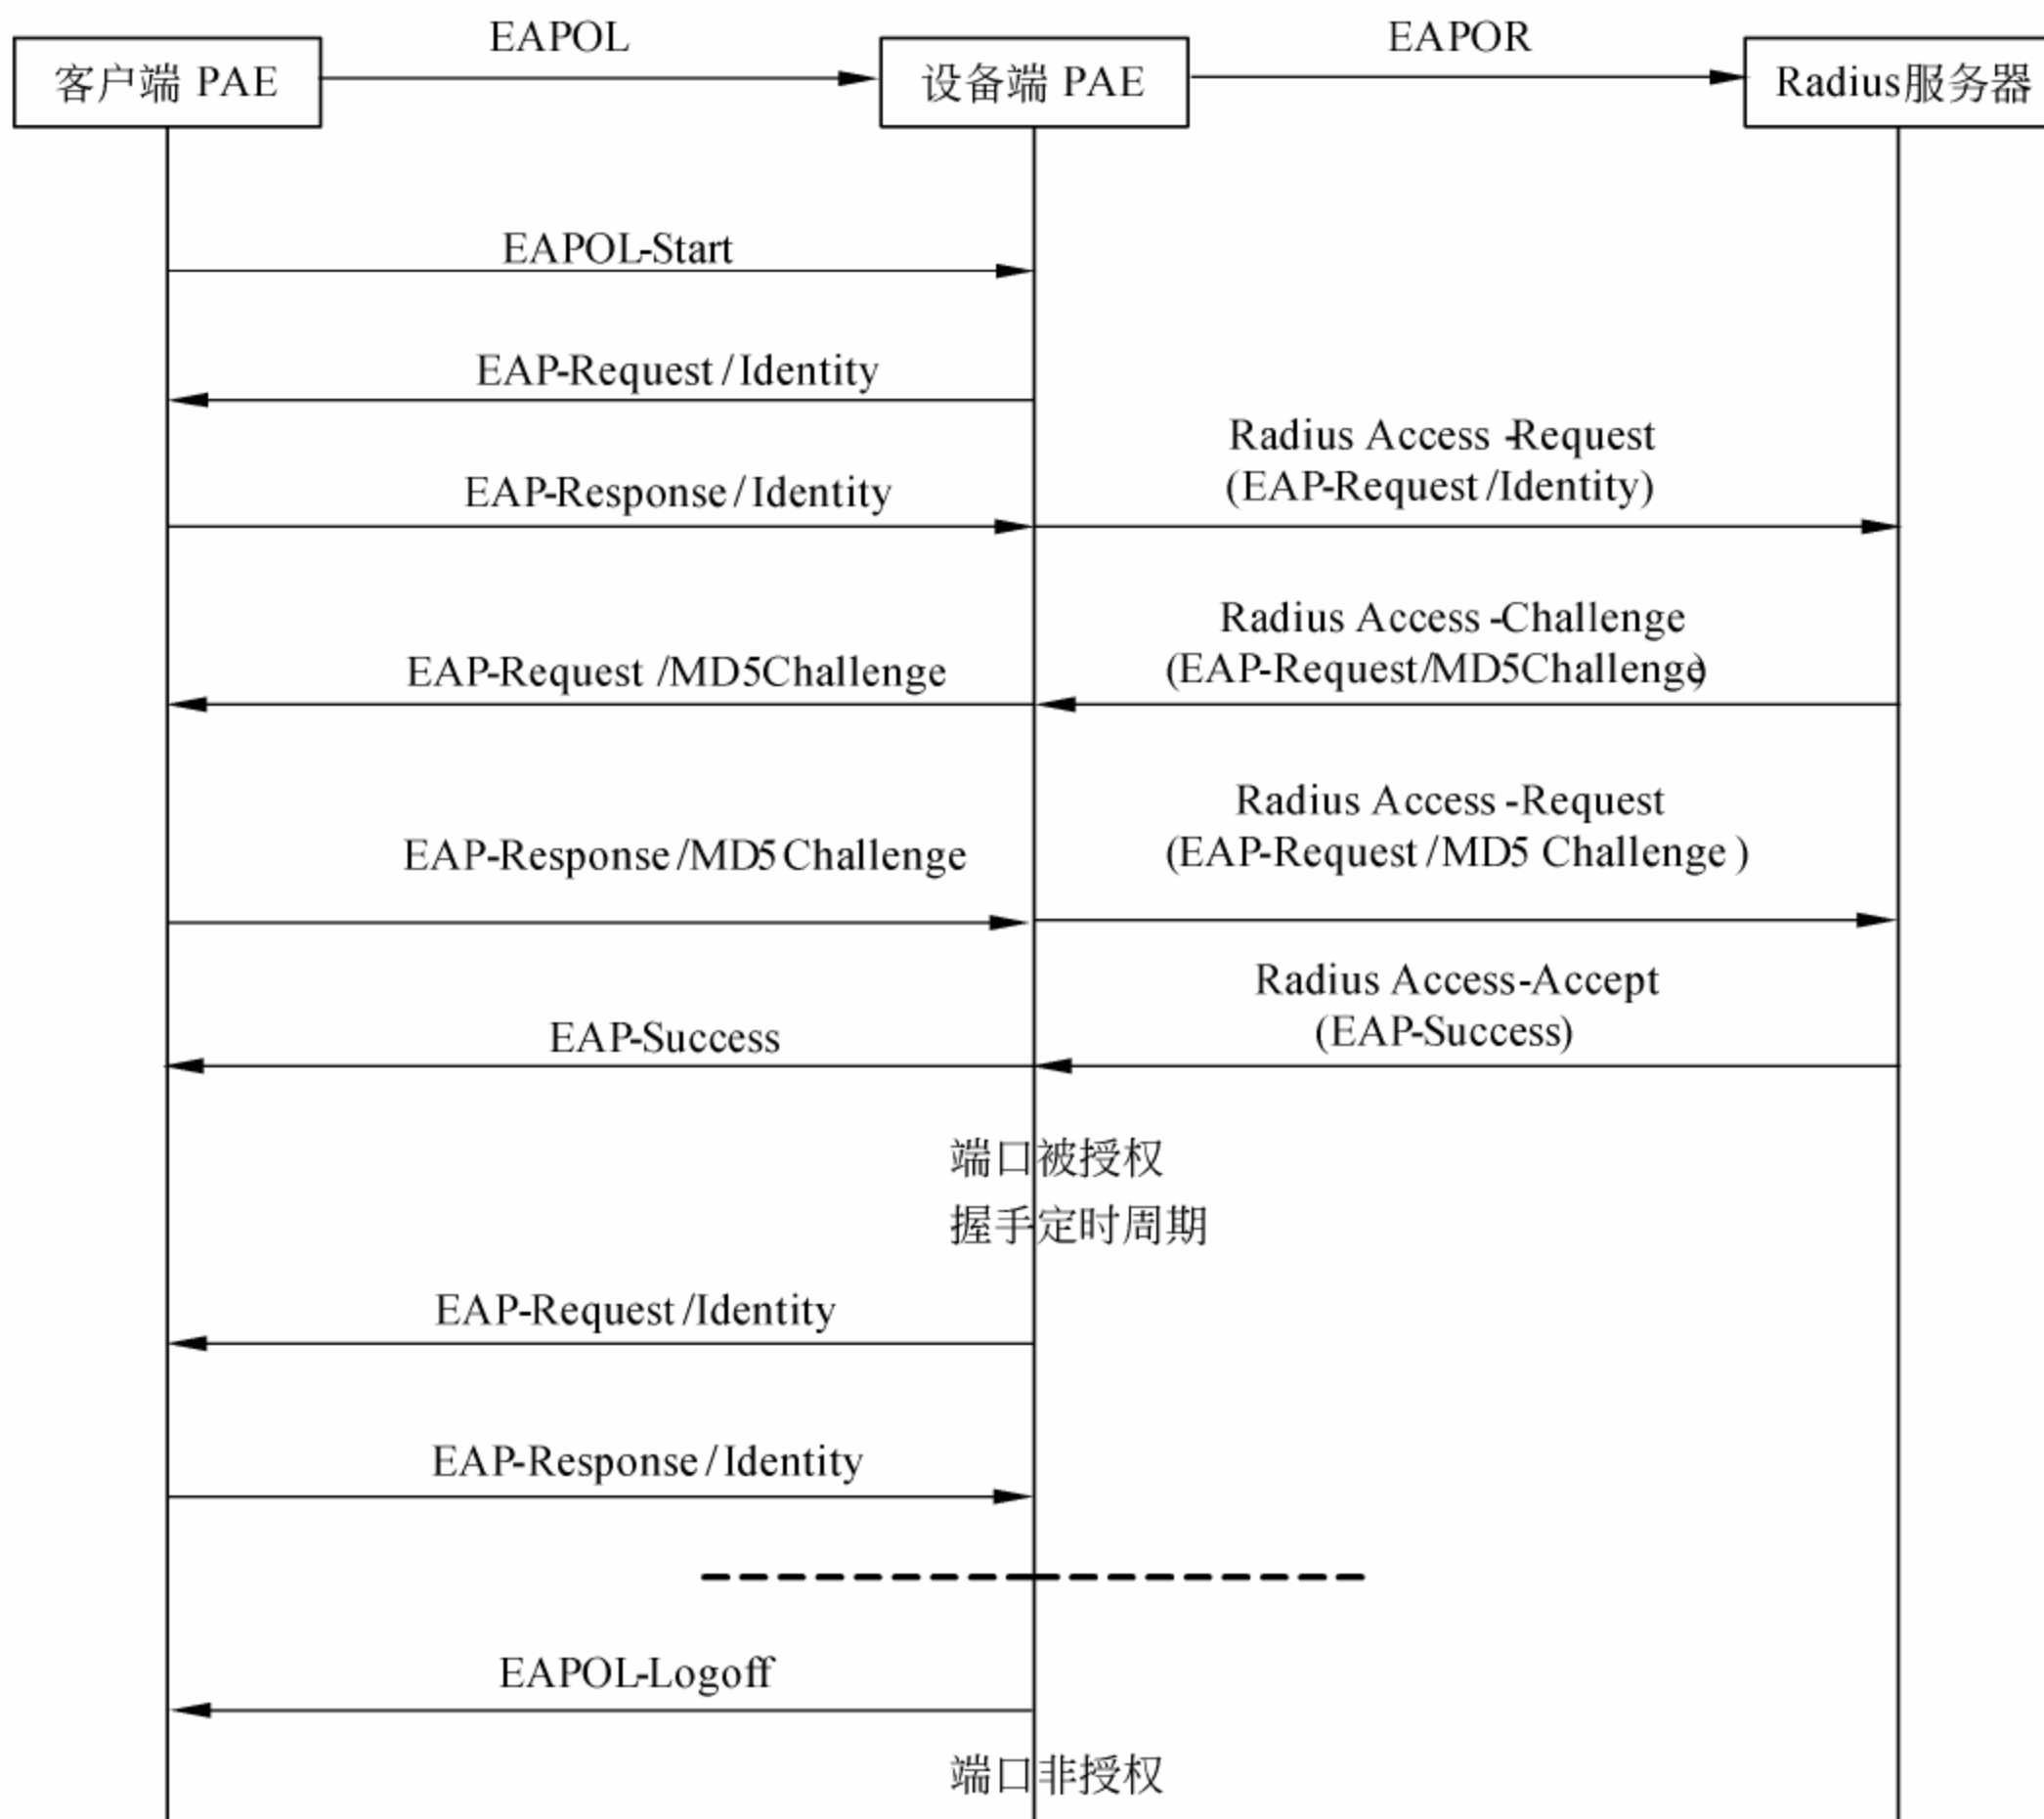 EAPOL
EAPOR
客户端 PAE
设备端 PAE
Radius服务器
EAPOL-Start
EAP-Request/Identity
Radius Access-Request
(EAP-Request/Identity)
EAP-Response/Identity
Radius Access-Challenge
(EAP-Request/MD5Challenge)
EAP-Request/MD5Challenge
Radius Access-Request
(EAP-Request/MD5 Challenge)
EAP-Response/MD5 Challenge
Radius Access-Accept
(EAP-Success)
EAP-Success
端口被授权
握手定时周期
EAP-Request/Identity
EAP-Response/Identity
EAPOL-Logoff
端口非授权